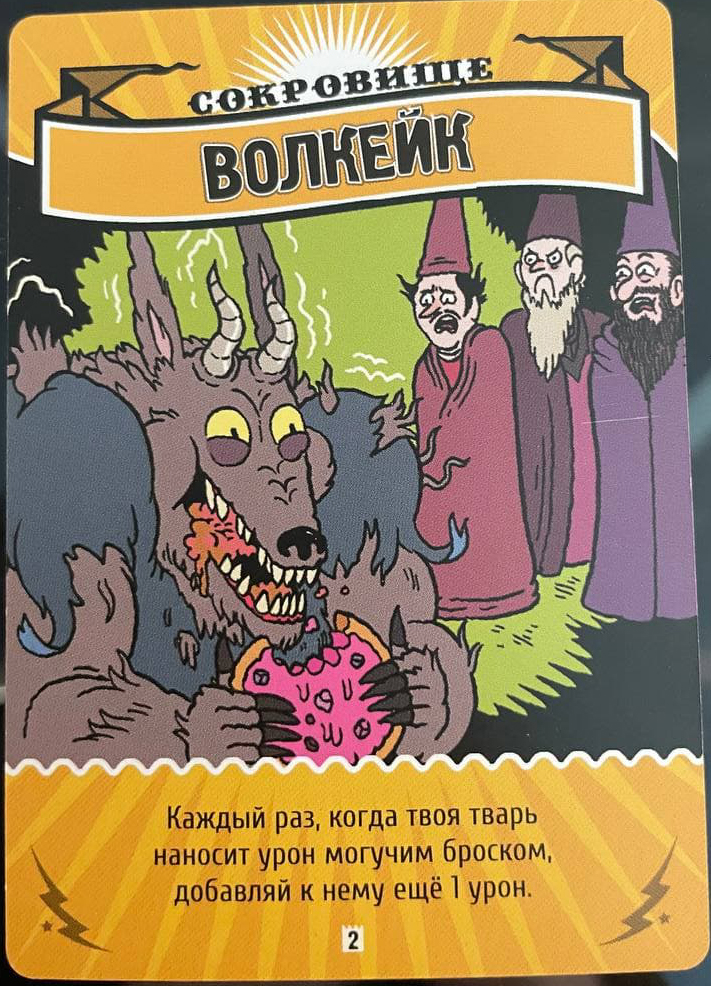 СОКРОВИЩЕ
ВОЛКЕЙК
Каждый раз, когда твоя тварь
наносит урон могучим броском,
добавляй к нему ещё 1 урон.
2